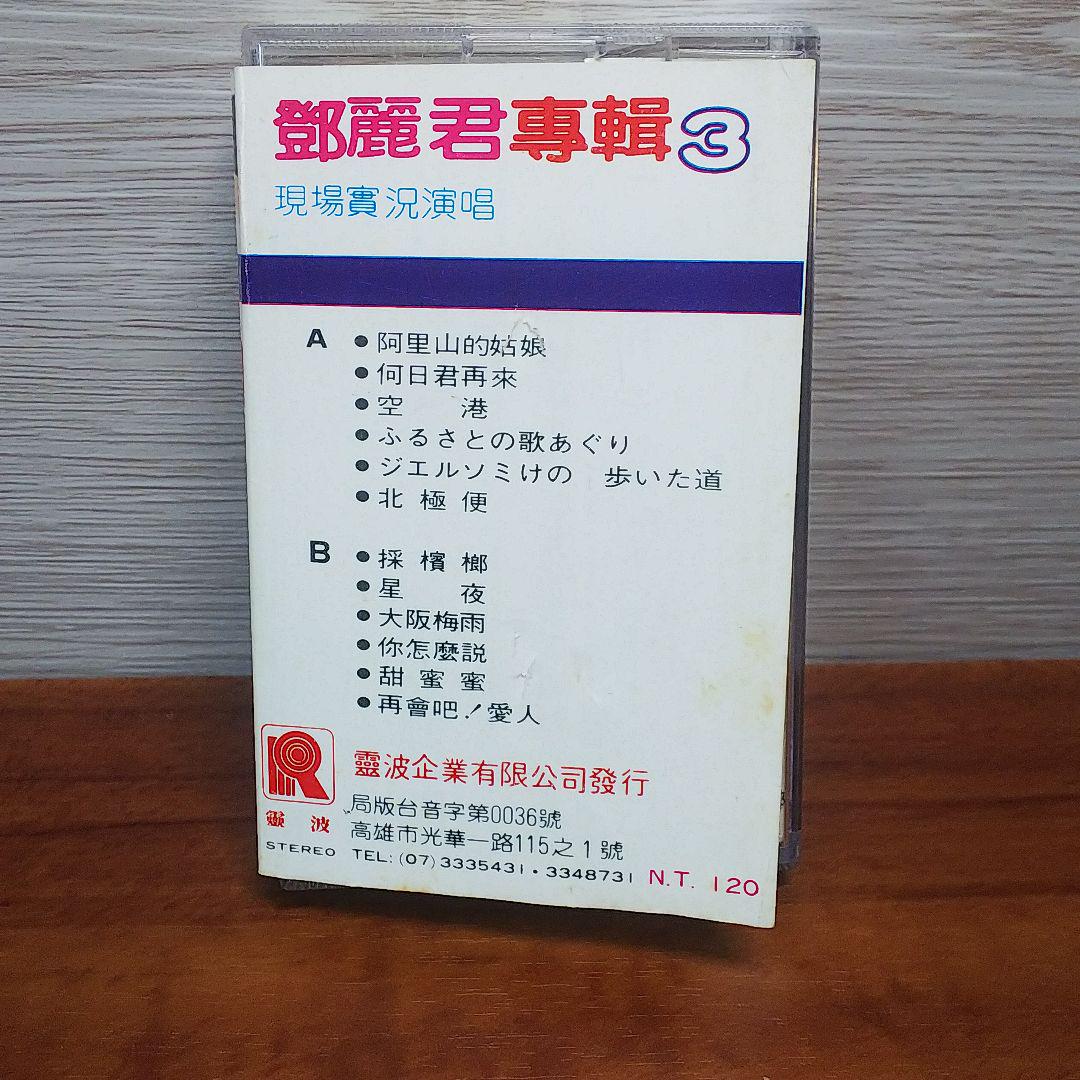 鄧麗君專輯3
現場實況演唱
A
●阿里山的姑娘
●何日君再來
●空 港
●ふるさとの歌あぐり
●ジエルソミけの 歩いた道
●北極便
B
●採檳榔
●星 夜
●大阪梅雨
●你怎麼説
●甜蜜蜜
●再會吧！愛人
R
靈波
靈波企業有限公司發行
局版台音字第0036號
高雄市光華一路115之1號
STEREO TEL:(07)3335431・3348731 N.T. 120